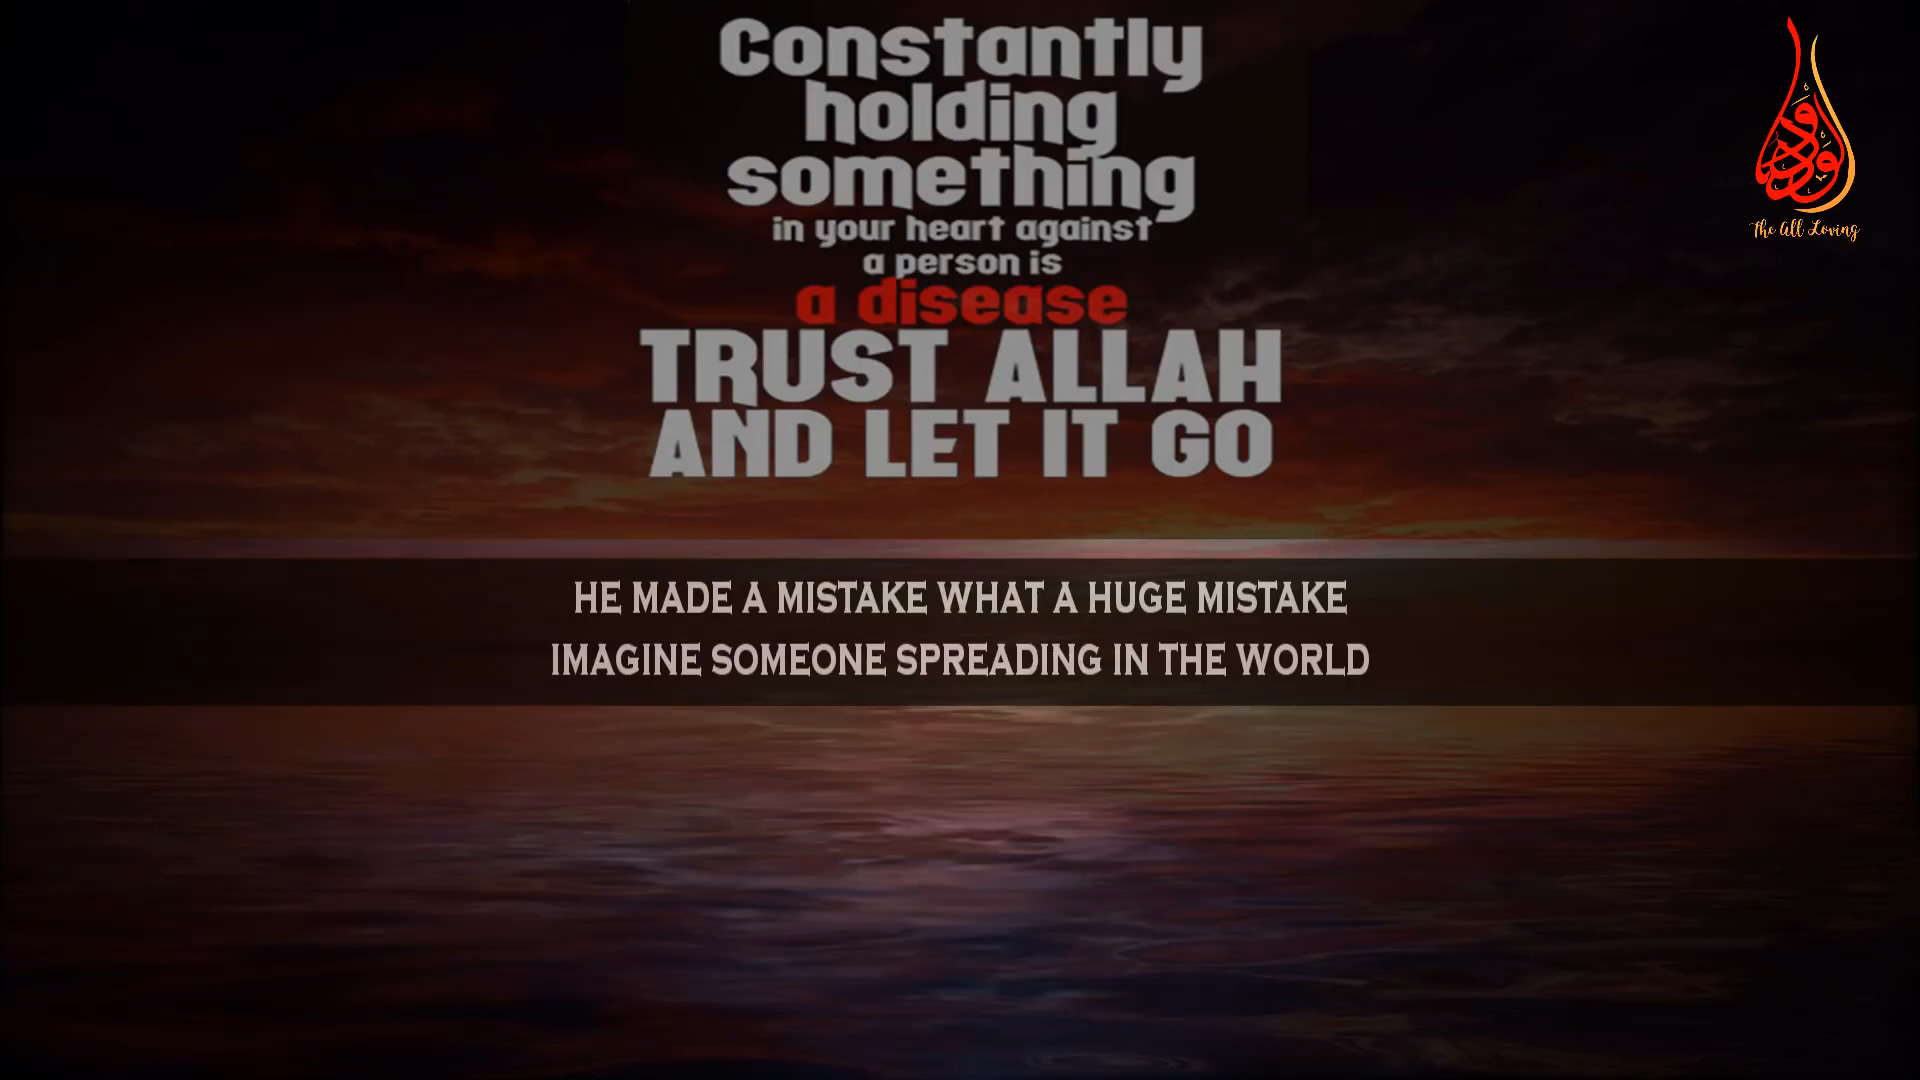 Constantly
holding
something
in your heart against
a person is
a disease
TRUST ALLAH
AND LET IT GO
The All Loving
HE MADE A MISTAKE WHAT A HUGE MISTAKE
IMAGINE SOMEONE SPREADING IN THE WORLD